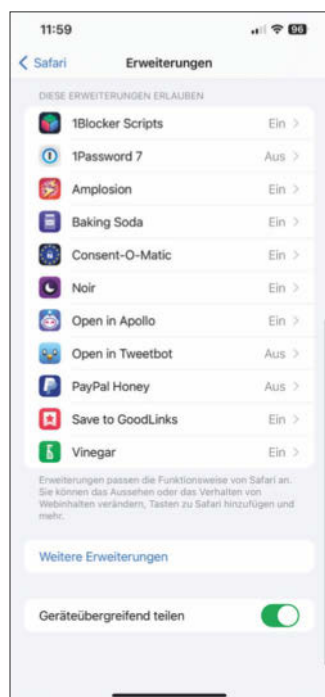 11:59
96
Safari
Erweiterungen
DIESE ERWEITERUNGEN ERLAUBEN
1Blocker Scripts Ein
1Password 7 Aus
Amplosion Ein
Baking Soda Ein
Consent-O-Matic Ein
Noir Ein
Open in Apollo Ein
Open in Tweetbot Aus
PayPal Honey Aus
Save to GoodLinks Ein
Vinegar Ein
Erweiterungen passen die Funktionsweise von Safari an.
Sie können das Aussehen oder das Verhalten von
Webinhalten verändern, Tasten zu Safari hinzufügen und
mehr.
Weitere Erweiterungen
Geräteübergreifend teilen